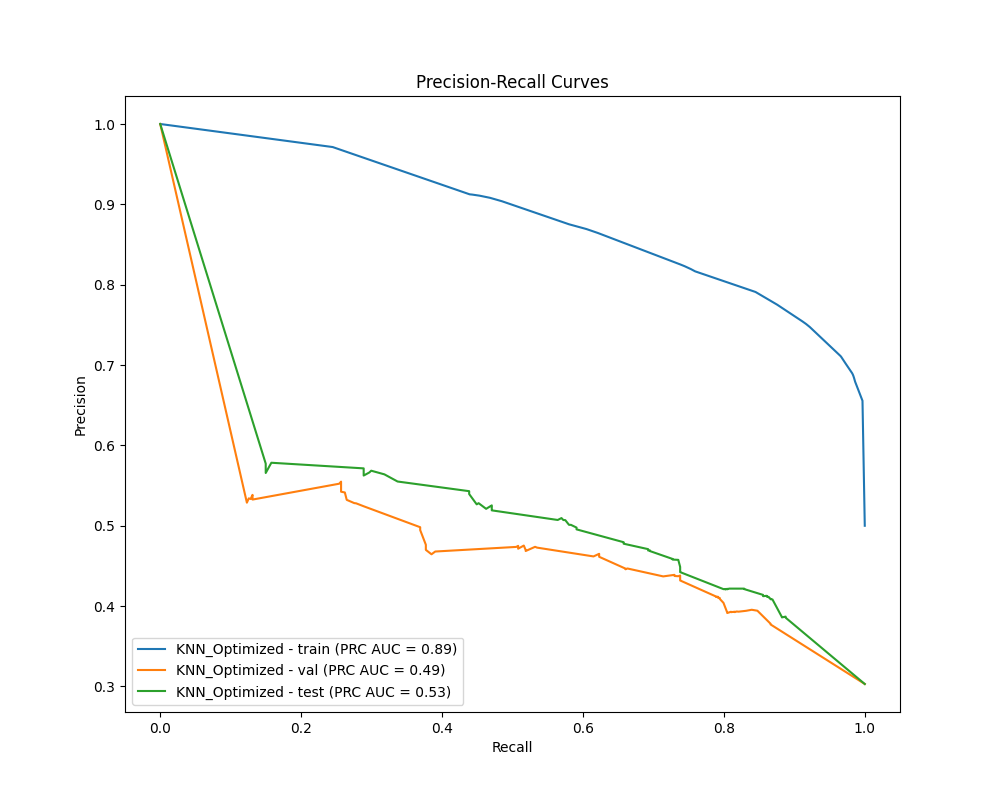 Precision-Recall Curves
1.0
0.9
0.8
0.7
0.6
0.5
0.4
0.3
Precision
KNN_Optimized - train (PRC AUC = 0.89)
KNN_Optimized - val (PRC AUC = 0.49)
KNN_Optimized - test (PRC AUC = 0.53)
0.0 0.2 0.4 0.6 0.8 1.0
Recall